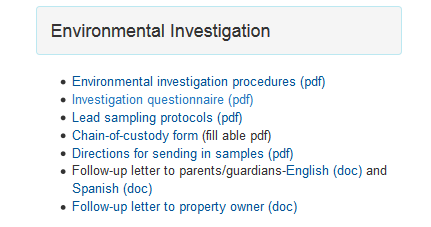 Environmental Investigation
Environmental investigation procedures (pdf)
Investigation questionnaire (pdf)
Lead sampling protocols (pdf)
Chain-of-custody form (fill able pdf)
Directions for sending in samples (pdf)
Follow-up letter to parents/guardians-English (doc) and
Spanish (doc)
Follow-up letter to property owner (doc)